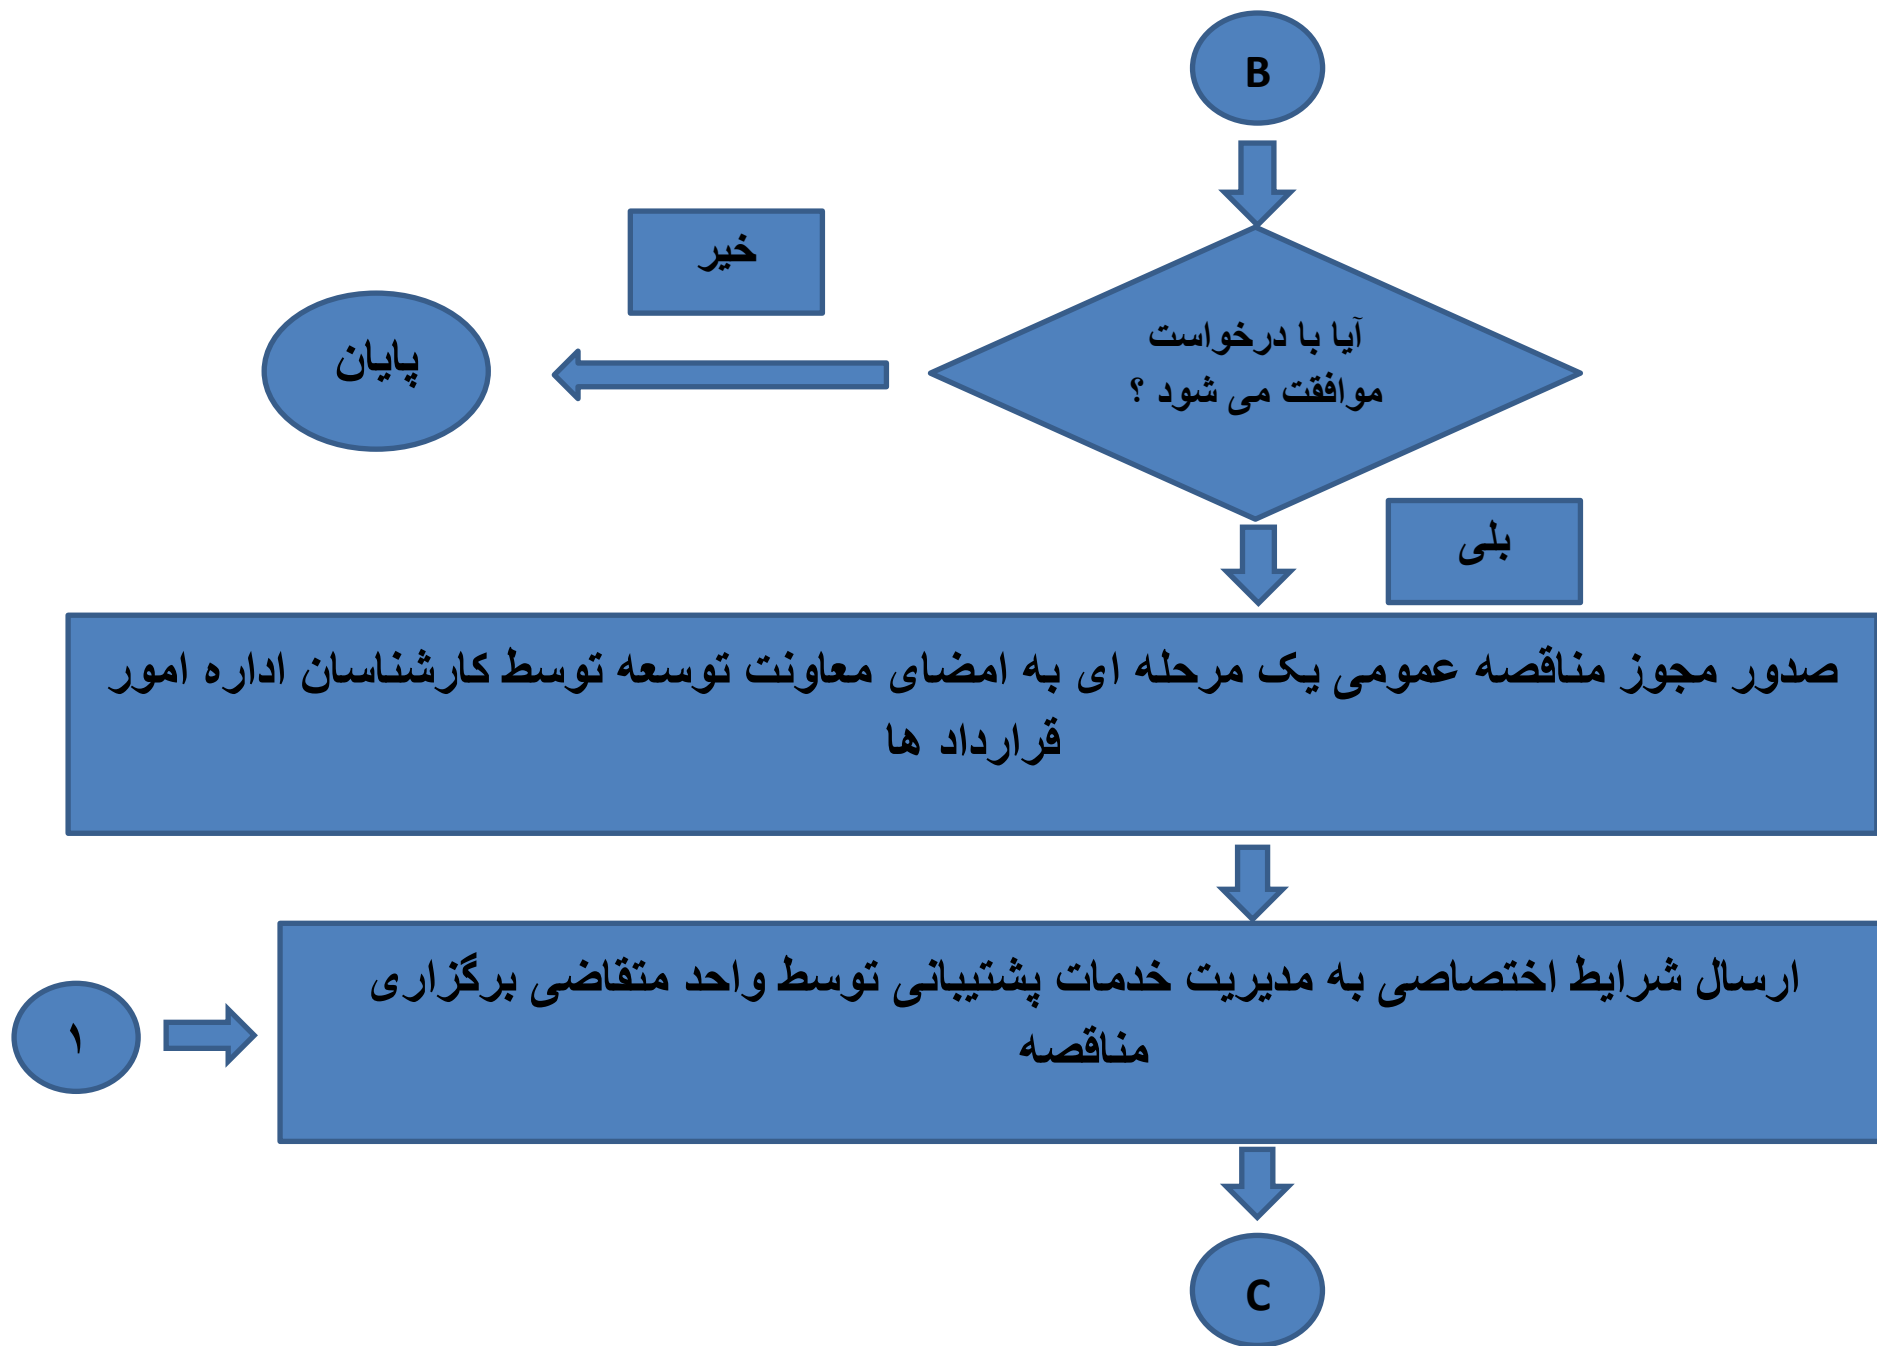 B
خیر
آیا با درخواست
موافقت می شود ؟
پایان
بلی
صدور مجوز مناقصه عمومی یک مرحله ای به امضای معاونت توسعه توسط کارشناسان اداره امور
قرارداد ها
ارسال شرایط اختصاصی به مدیریت خدمات پشتیبانی توسط واحد متقاضی برگزاری
مناقصه
۱
C